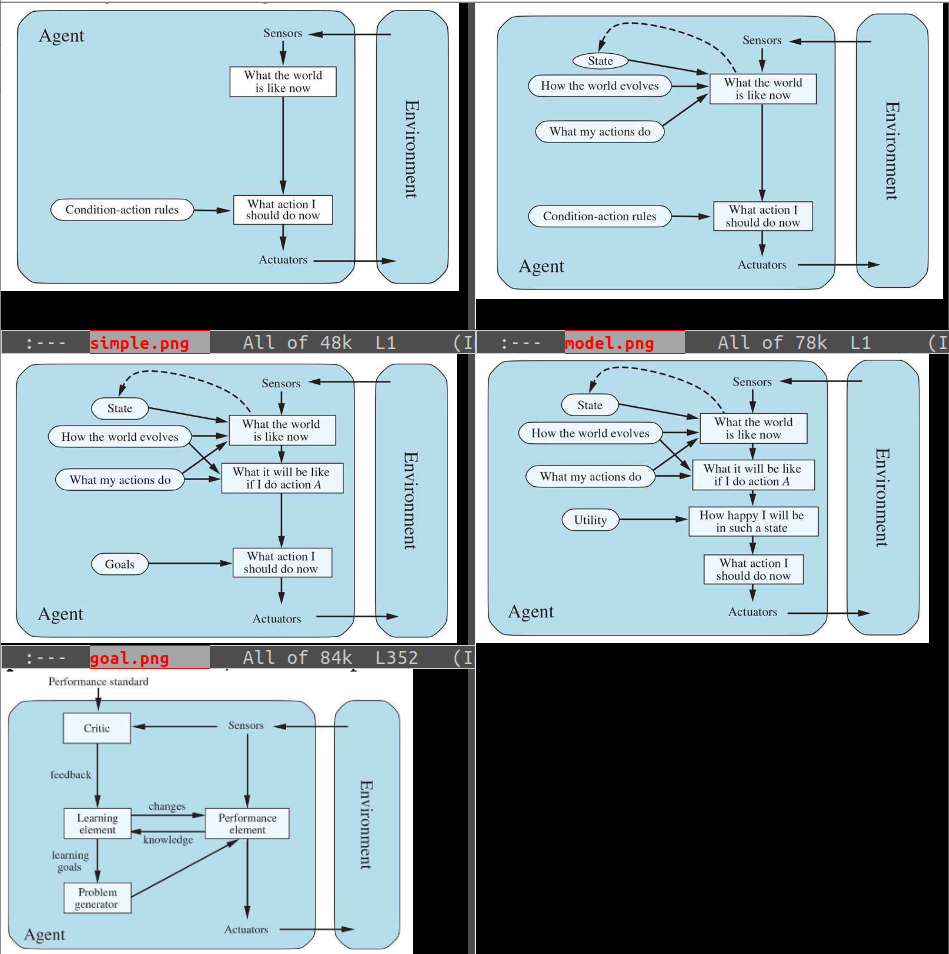 Agent
Sensors
What the world
is like now
Condition-action rules
What action I
should do now
Actuators
Environment
Sensors
State
How the world evolves
What the world
is like now
What my actions do
Condition-action rules
What action I
should do now
Agent
Actuators
Environment
:--- simple.png All of 48k L1 (I
:--- model.png All of 78k L1 (I
Sensors
State
What the world
is like now
How the world evolves
What it will be like
if I do action A
What my actions do
Goals
What action I
should do now
Agent
Actuators
Environment
Sensors
State
What the world
is like now
How the world evolves
What it will be like
if I do action A
What my actions do
Utility
How happy I will be
in such a state
What action I
should do now
Agent
Actuators
Environment
:--- goal.png All of 84k L352 (I
Performance standard
Critic
Sensors
feedback
changes
Learning
element
Performance
element
knowledge
learning
goals
Problem
generator
Agent
Actuators
Environment